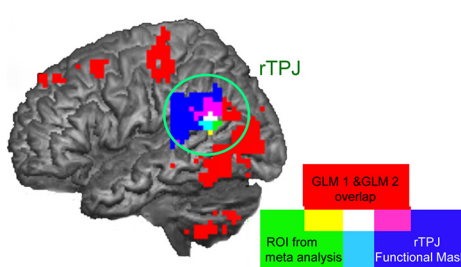 rTPJ
GLM 1 &GLM 2
overlap
ROI from
meta analysis
rTPJ
Functional Mas